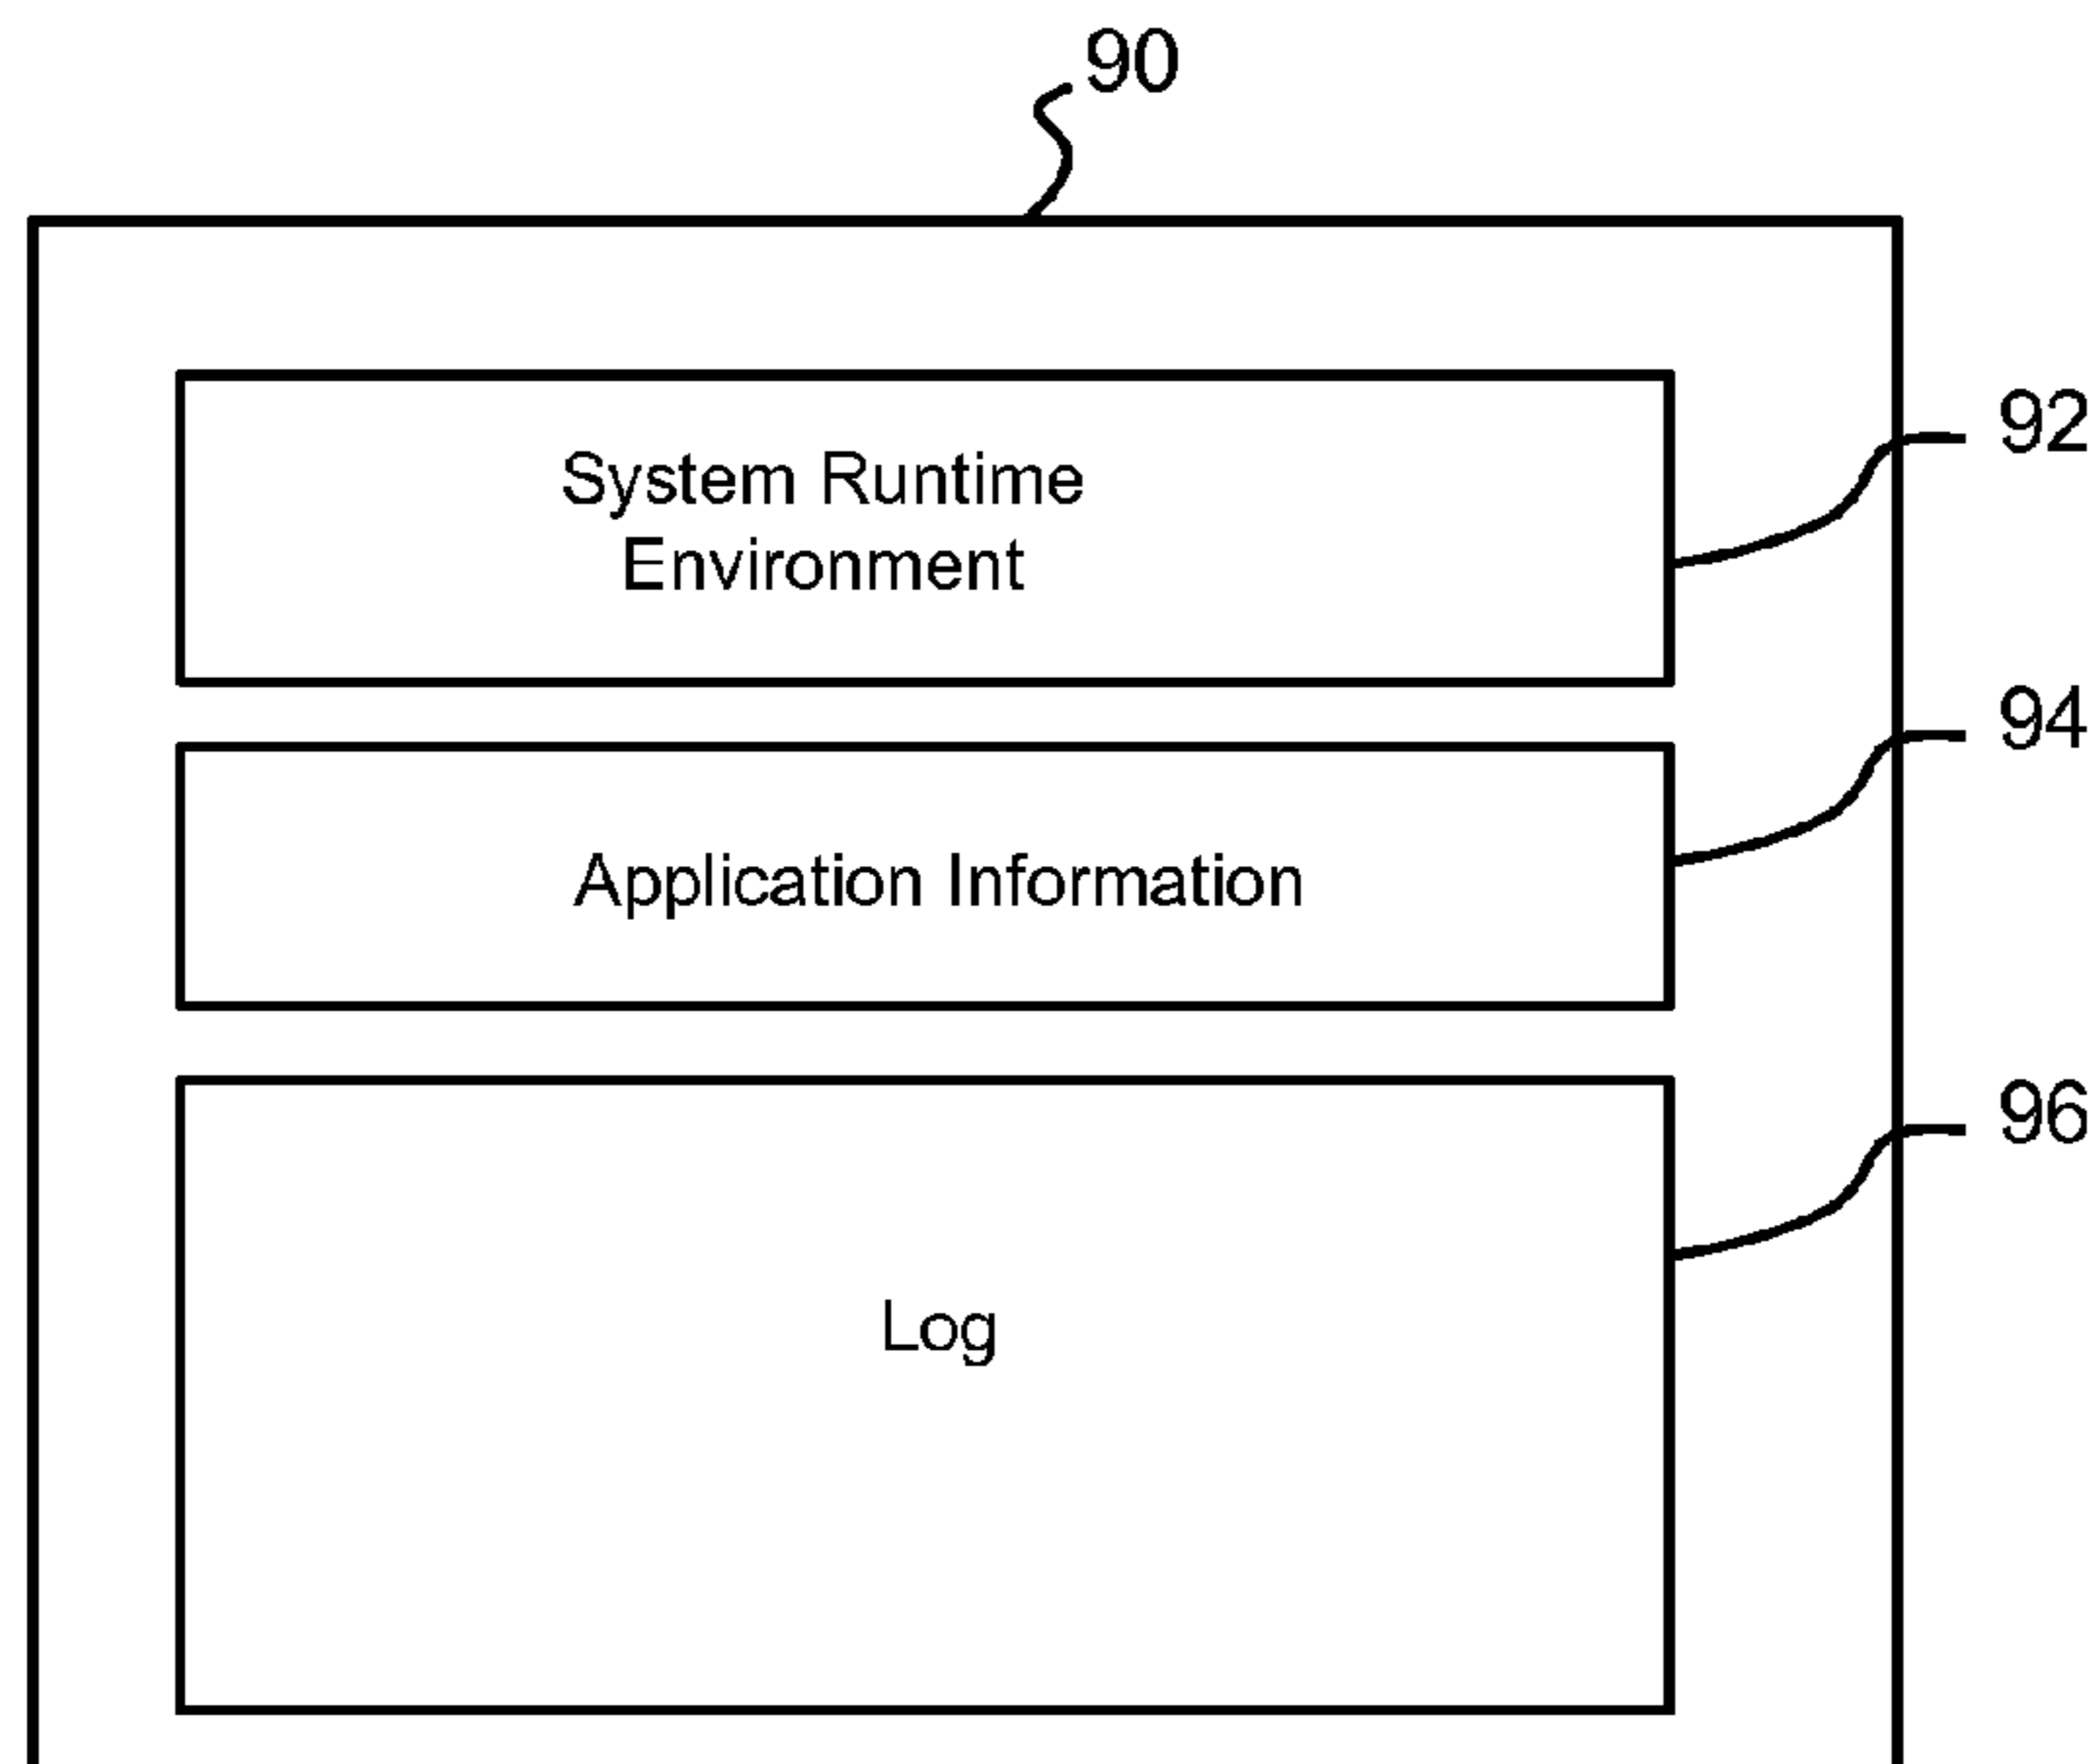 90
92
System Runtime
Environment
94
Application Information
96
Log